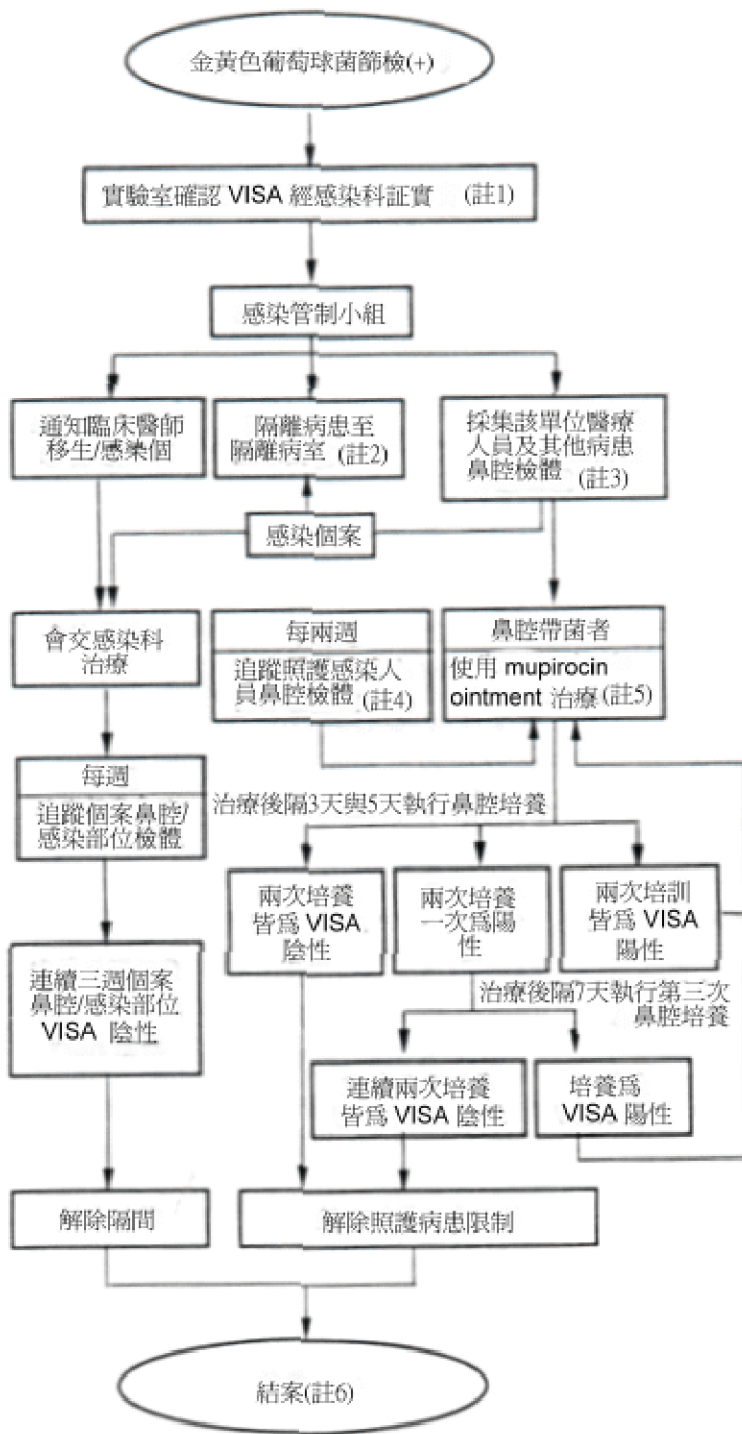 金黃色葡萄球菌篩檢(+)
實驗室確認 VISA 經感染科証實 (註1)
感染管制小組
通知臨床醫師
移生/感染個
隔離病患至
隔離病室
(註2)
採集該單位醫療
人員及其他病患
鼻腔檢體 (註3)
感染個案
會交感染科
治療
每兩週
追蹤照護感染人
員鼻腔檢體 (註4)
鼻腔帶菌者
使用 mupirocin
ointment 治療 (註5)
每週
追蹤個案鼻腔/
感染部位檢體
治療後隔3天與5天執行鼻腔培養
兩次培養
皆爲 VISA
陰性
兩次培養
一次爲陽
性
兩次培訓
皆爲 VISA
陽性
連續三週個案
鼻腔/感染部位
VISA 陰性
治療後隔7天執行第三次
鼻腔培養
連續兩次培養
皆爲 VISA 陰性
培養爲
VISA 陽性
解除隔間
解除照護病患限制
結案(註6)